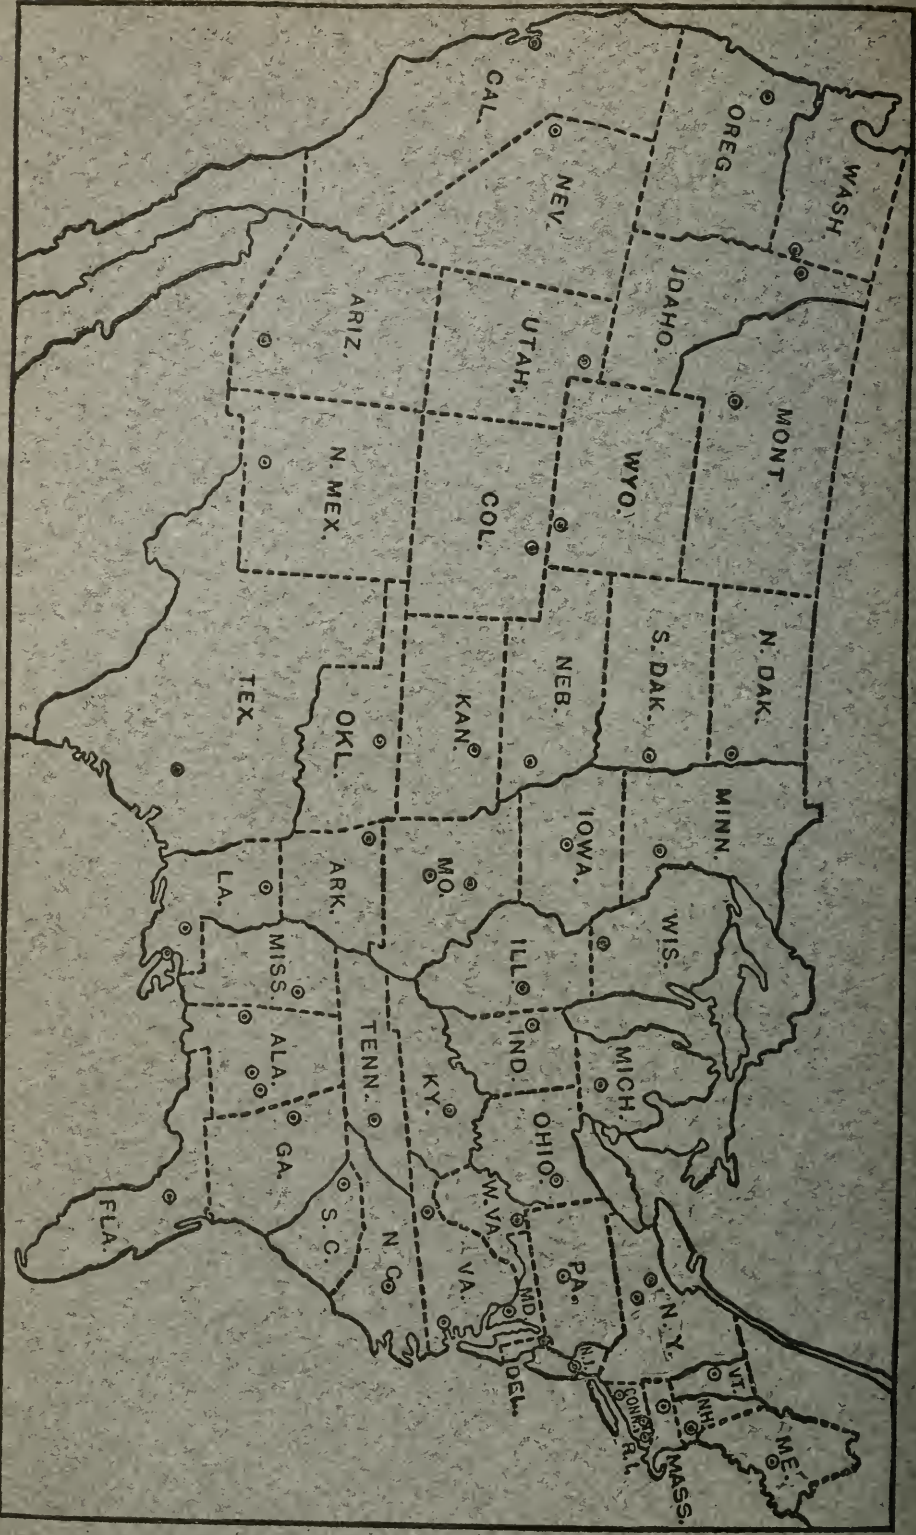 WASH.
OREG.
CAL.
NEV.
IDAHO.
MONT.
WYO.
UTAH.
COL.
ARIZ.
N. MEX.
N. DAK.
S. DAK.
NEB.
KAN.
OKL.
TEX.
MINN.
IOWA.
MO.
ARK.
LA.
WIS.
ILL.
MICH.
IND.
OHIO.
KY.
TENN.
MISS.
ALA.
GA.
FLA.
S. C.
N. C.
VA.
W. VA.
MD.
DEL.
PA.
N.J.
N. Y.
CONN.
R.I.
MASS.
VT.
N.H.
ME.